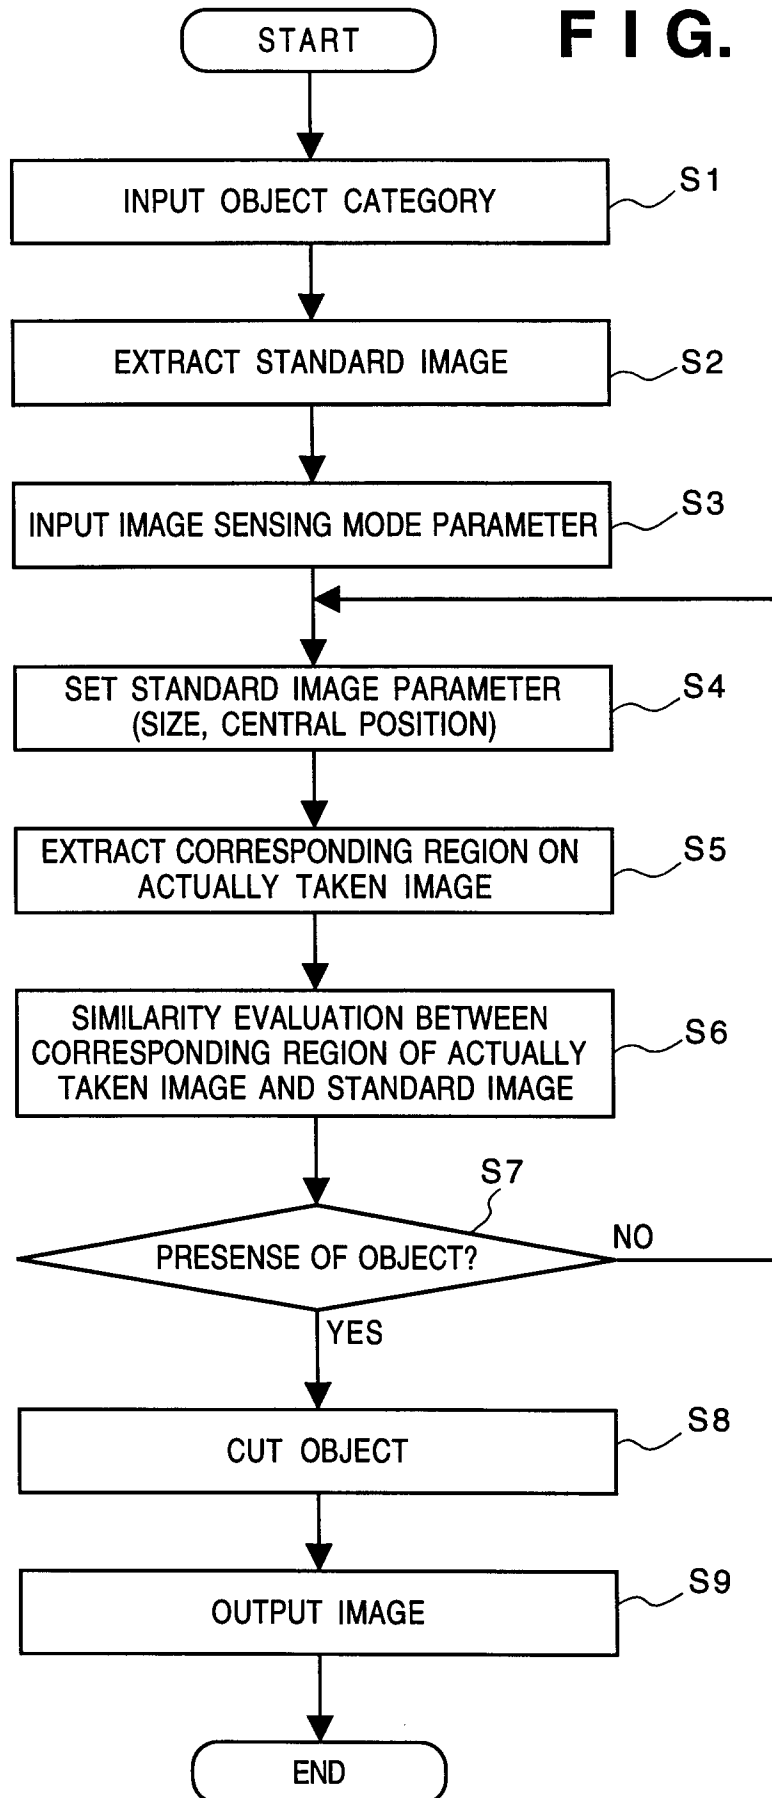 START
FIG.
INPUT OBJECT CATEGORY
S1
EXTRACT STANDARD IMAGE
S2
INPUT IMAGE SENSING MODE PARAMETER
S3
SET STANDARD IMAGE PARAMETER
(SIZE, CENTRAL POSITION)
S4
EXTRACT CORRESPONDING REGION ON
ACTUALLY TAKEN IMAGE
S5
SIMILARITY EVALUATION BETWEEN
CORRESPONDING REGION OF ACTUALLY
TAKEN IMAGE AND STANDARD IMAGE
S6
S7
PRESENSE OF OBJECT?
NO
YES
CUT OBJECT
S8
OUTPUT IMAGE
S9
END